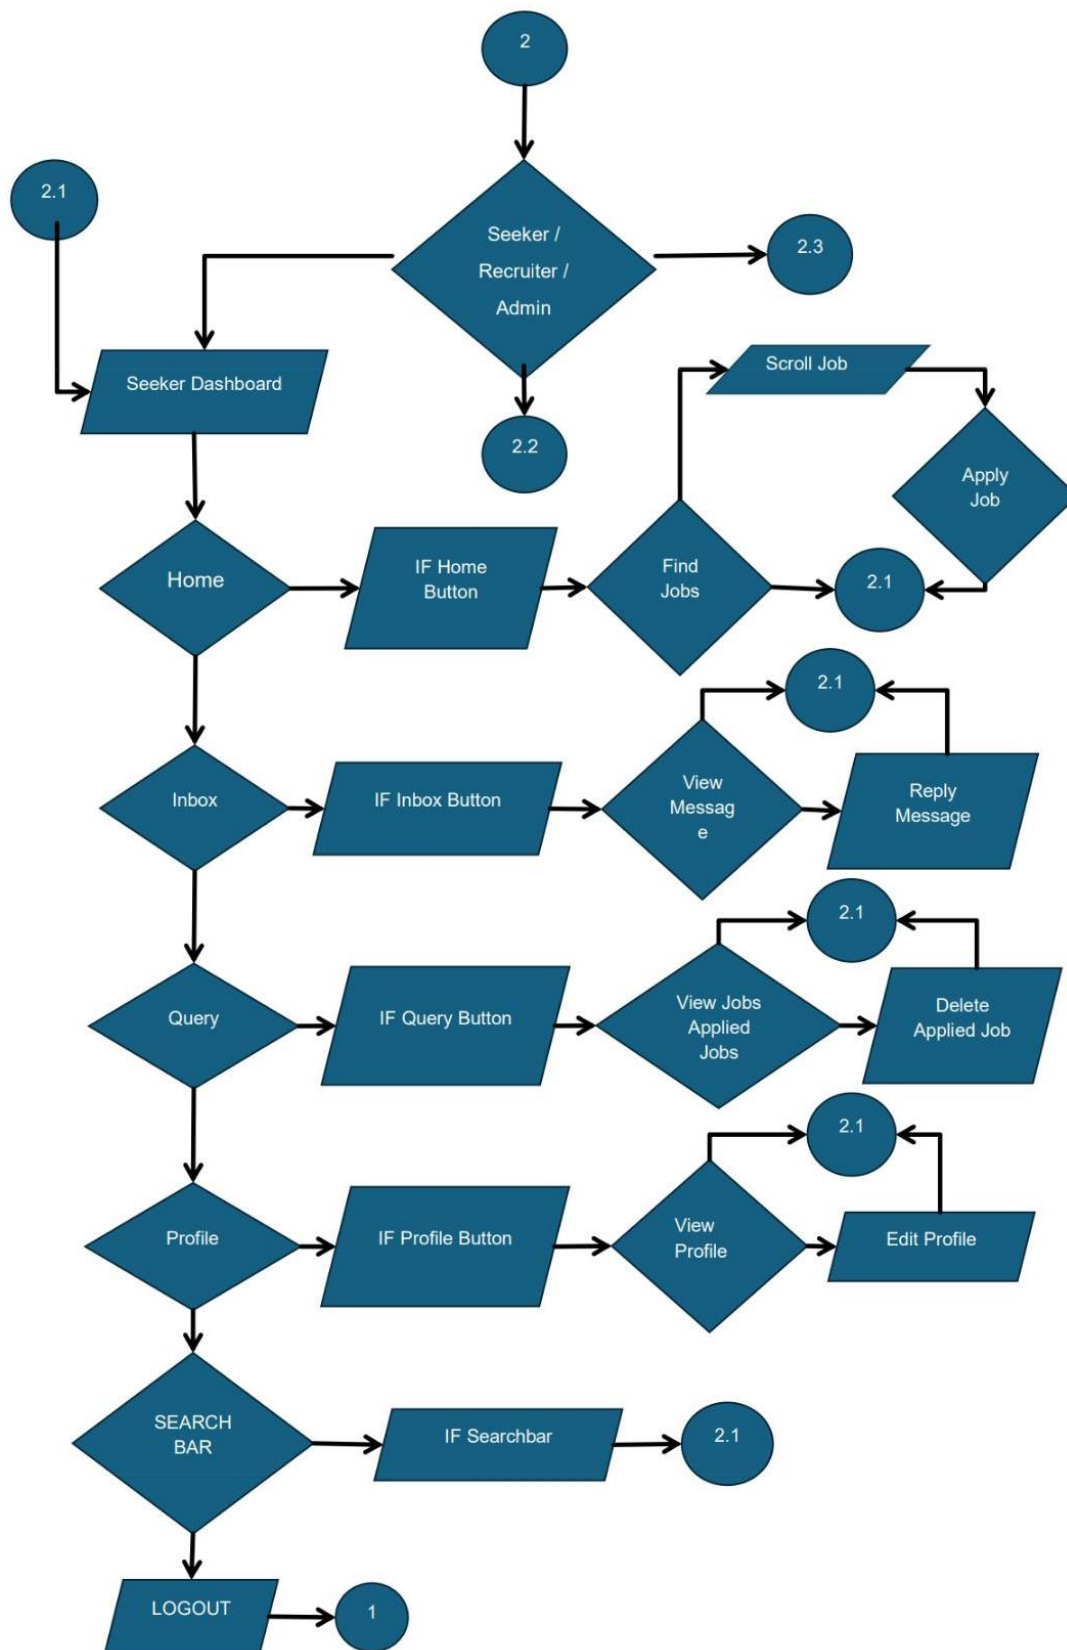 2
2.1
Seeker /
Recruiter /
Admin
2.3
Seeker Dashboard
Scroll Job
2.2
Apply
Job
Home
IF Home
Button
Find
Jobs
2.1
2.1
Inbox
IF Inbox Button
View
Messag
e
Reply
Message
2.1
Query
IF Query Button
View Jobs
Applied
Jobs
Delete
Applied Job
2.1
Profile
IF Profile Button
View
Profile
Edit Profile
SEARCH
BAR
IF Searchbar
2.1
LOGOUT
1